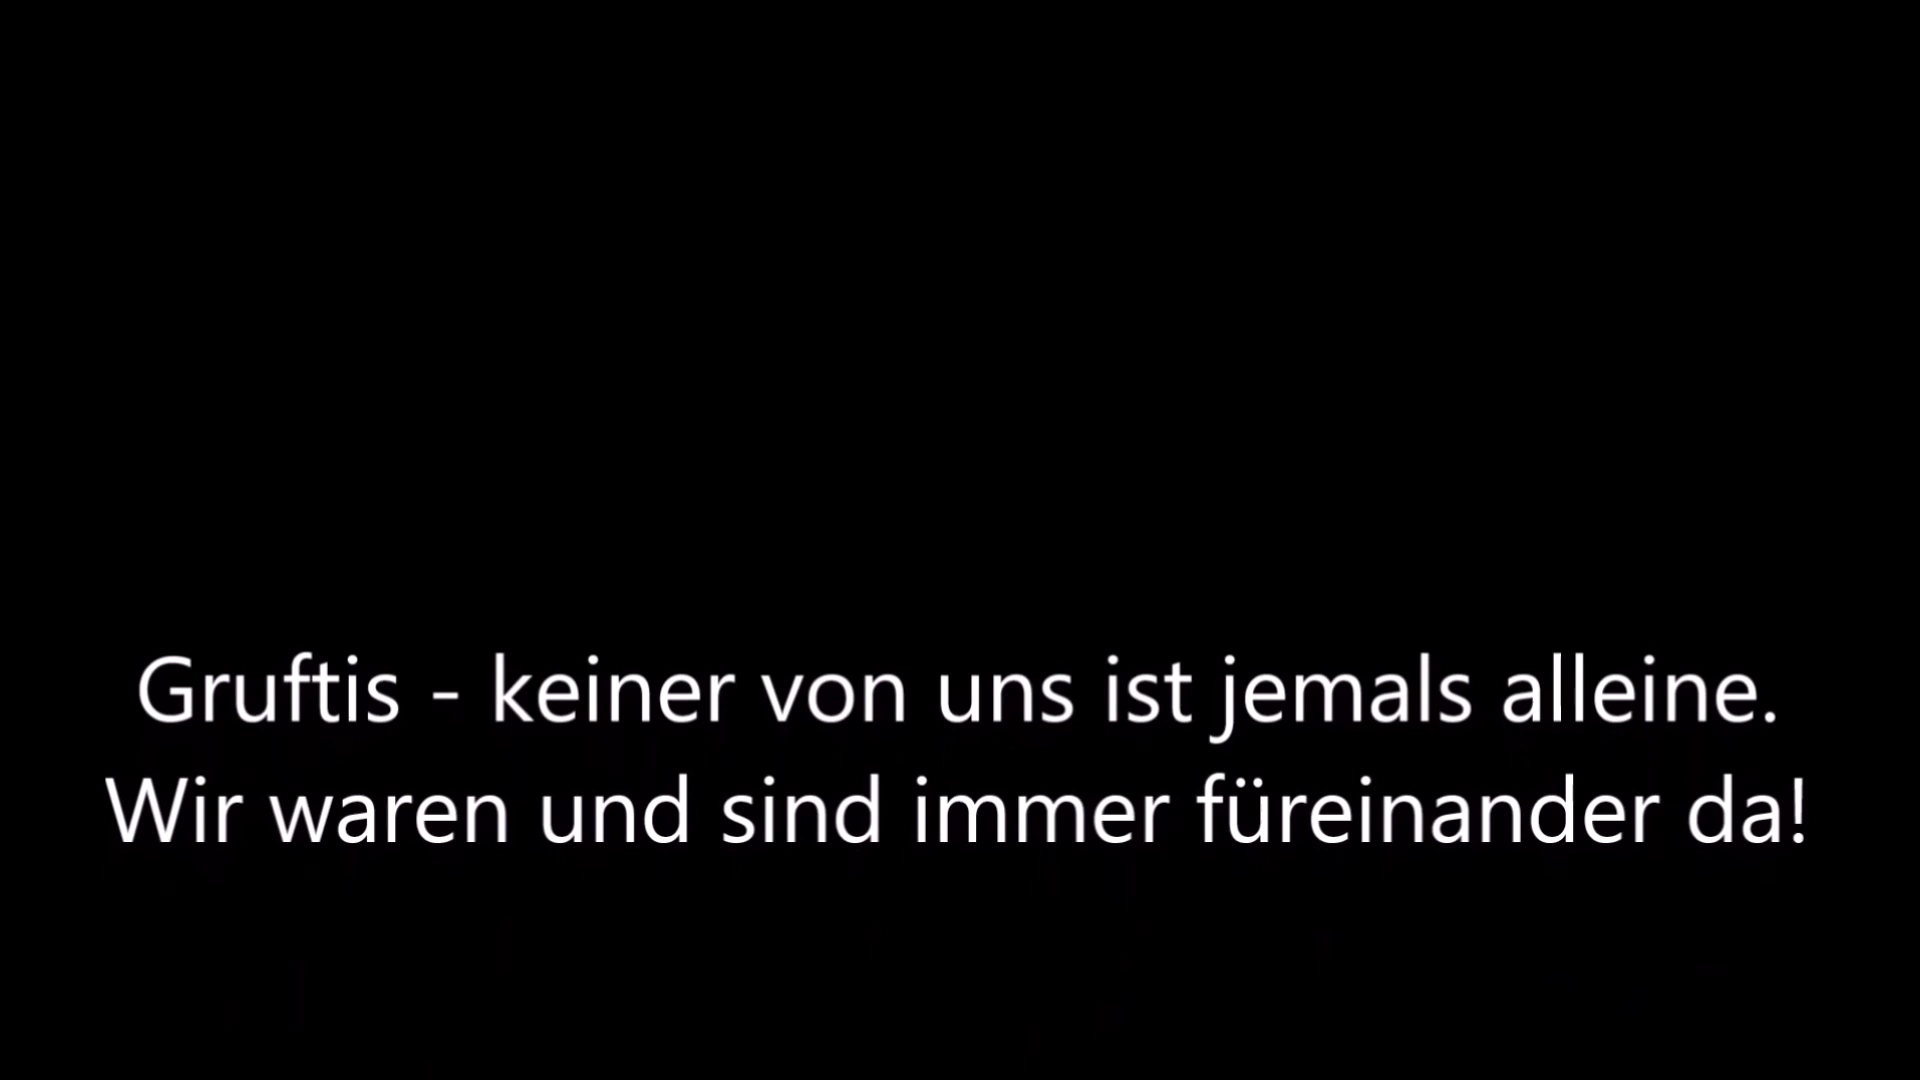 Gruftis - keiner von uns ist jemals alleine.
Wir waren und sind immer füreinander da!